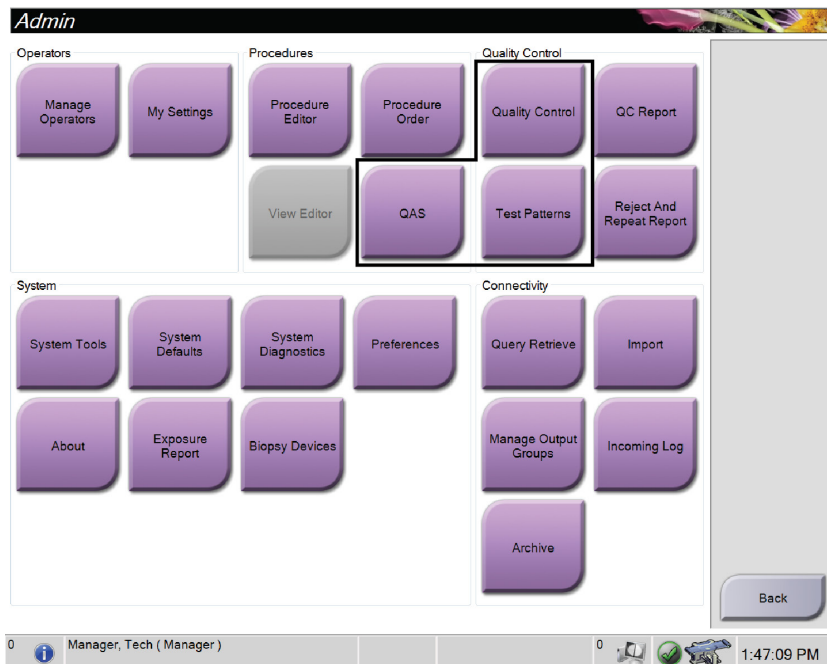 Admin
Operators
Procedures
Quality Control
Manage
Operators
My Settings
Procedure
Editor
Procedure
Order
Quality Control
QC Report
View Editor
QAS
Test Patterns
Reject And
Repeat Report
System
Connectivity
System Tools
System
Defaults
System
Diagnostics
Preferences
Query Retrieve
Import
About
Exposure
Report
Biopsy Devices
Manage Output
Groups
Incoming Log
Archive
Back
0
Manager, Tech ( Manager )
0
1:47:09 PM